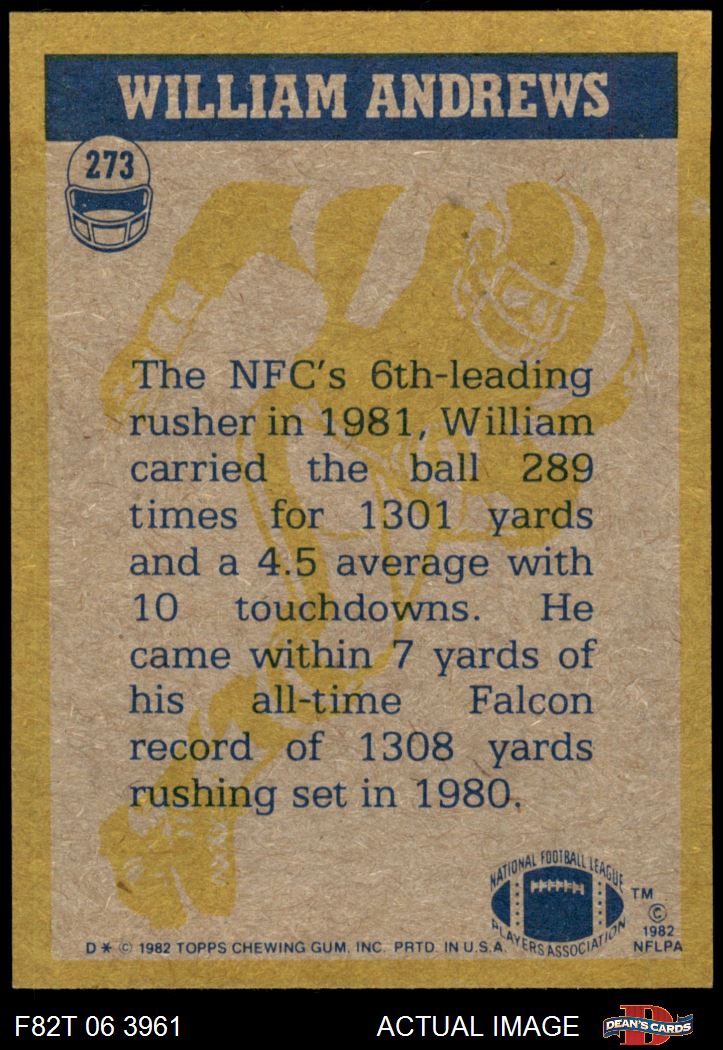 WILLIAM ANDREWS
273
The NFC's 6th-leading
rusher in 1981, William
carried the ball 289
times for 1301 yards
and a 4.5 average with
10 touchdowns. He
came within 7 yards of
his all-time Falcon
record of 1308 yards
rushing set in 1980.
NATIONAL FOOTBALL LEAGUE
PLAYERS ASSOCIATION
TM
©
1982
NFLPA
D * © 1982 TOPPS CHEWING GUM, INC. PRTD. IN U.S.A.
F82T 06 3961
ACTUAL IMAGE
D
DEAN'S CARDS